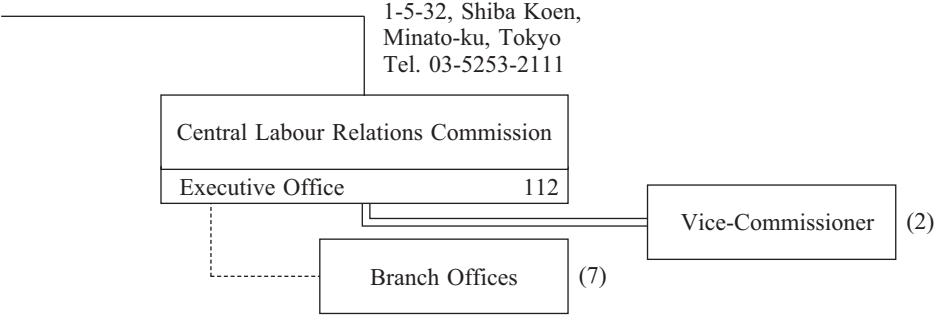 1-5-32, Shiba Koen,
Minato-ku, Tokyo
Tel. 03-5253-2111
Central Labour Relations Commission
Executive Office 112
Vice-Commissioner (2)
Branch Offices (7)